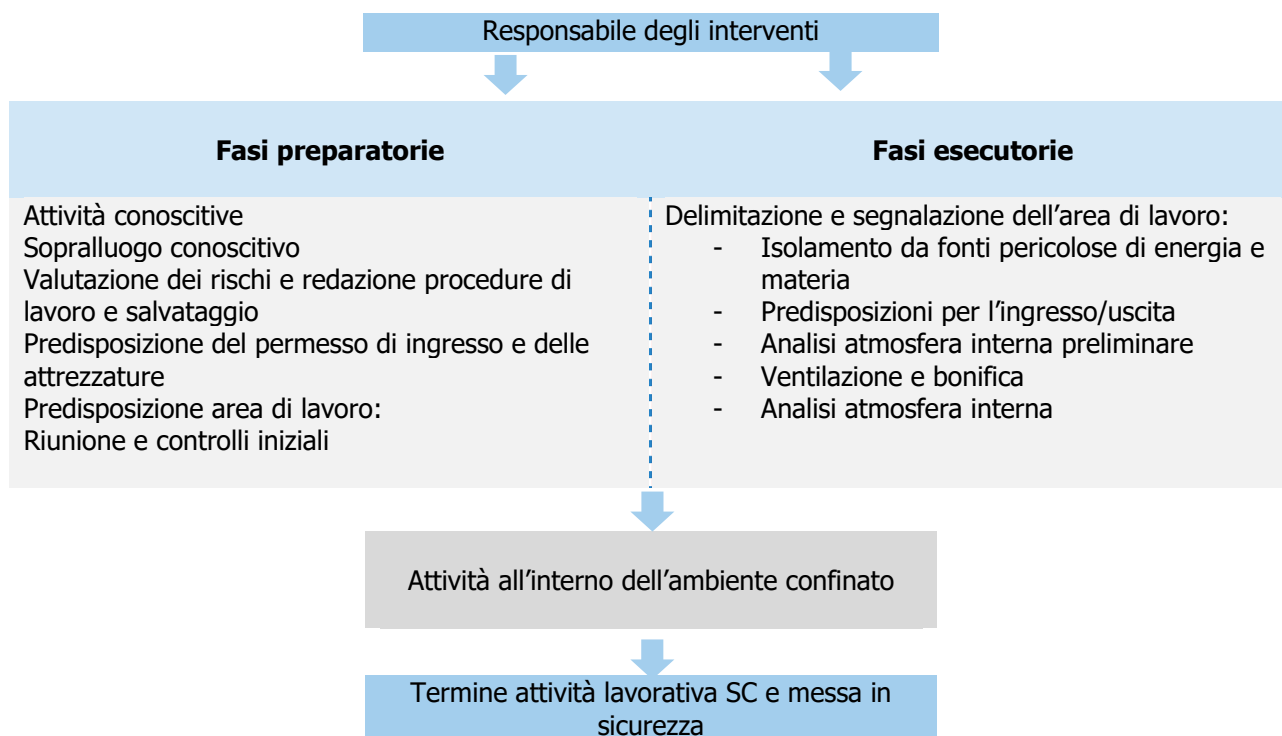 Responsabile degli interventi
Fasi preparatorie
Fasi esecutorie
Attività conoscitive
Sopralluogo conoscitivo
Valutazione dei rischi e redazione procedure di
lavoro e salvataggio
Predisposizione del permesso di ingresso e delle
attrezzature
Predisposizione area di lavoro:
Riunione e controlli iniziali
Delimitazione e segnalazione dell’area di lavoro:
- Isolamento da fonti pericolose di energia e
materia
- Predisposizioni per l’ingresso/uscita
- Analisi atmosfera interna preliminare
- Ventilazione e bonifica
- Analisi atmosfera interna
Attività all’interno dell’ambiente confinato
Termine attività lavorativa SC e messa in
sicurezza